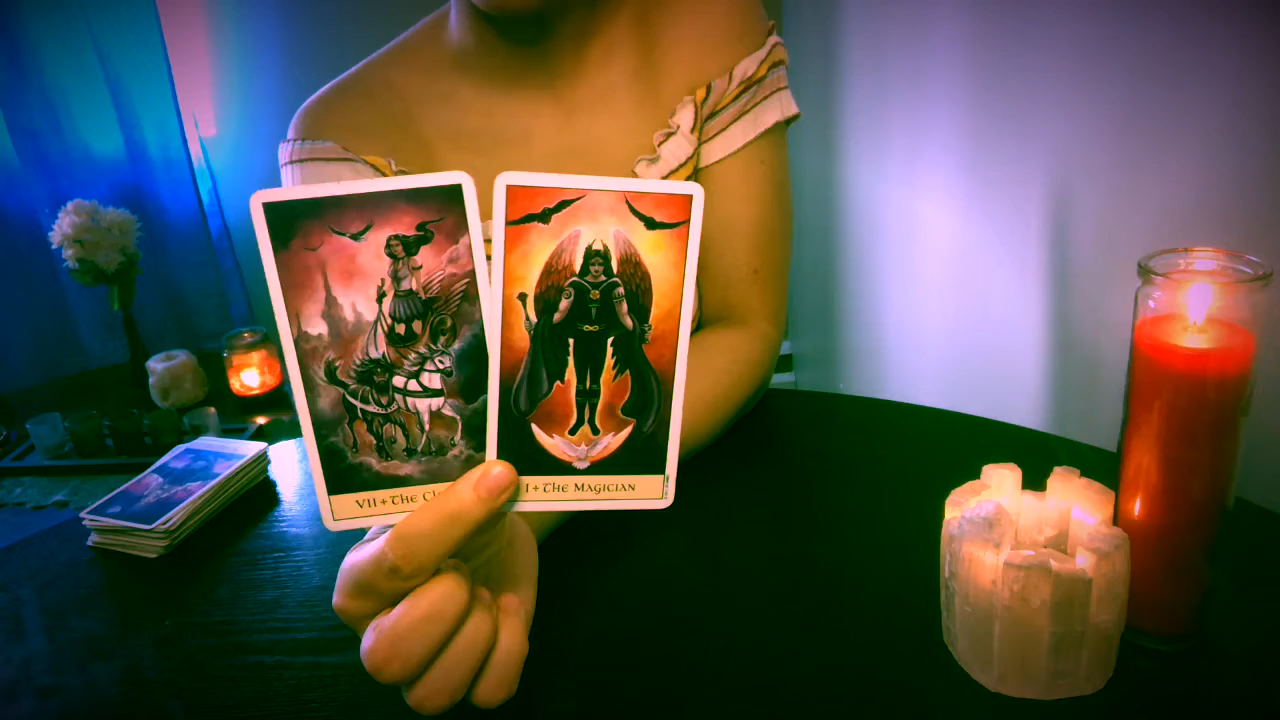 VII + THE
I + THE MAGICIAN